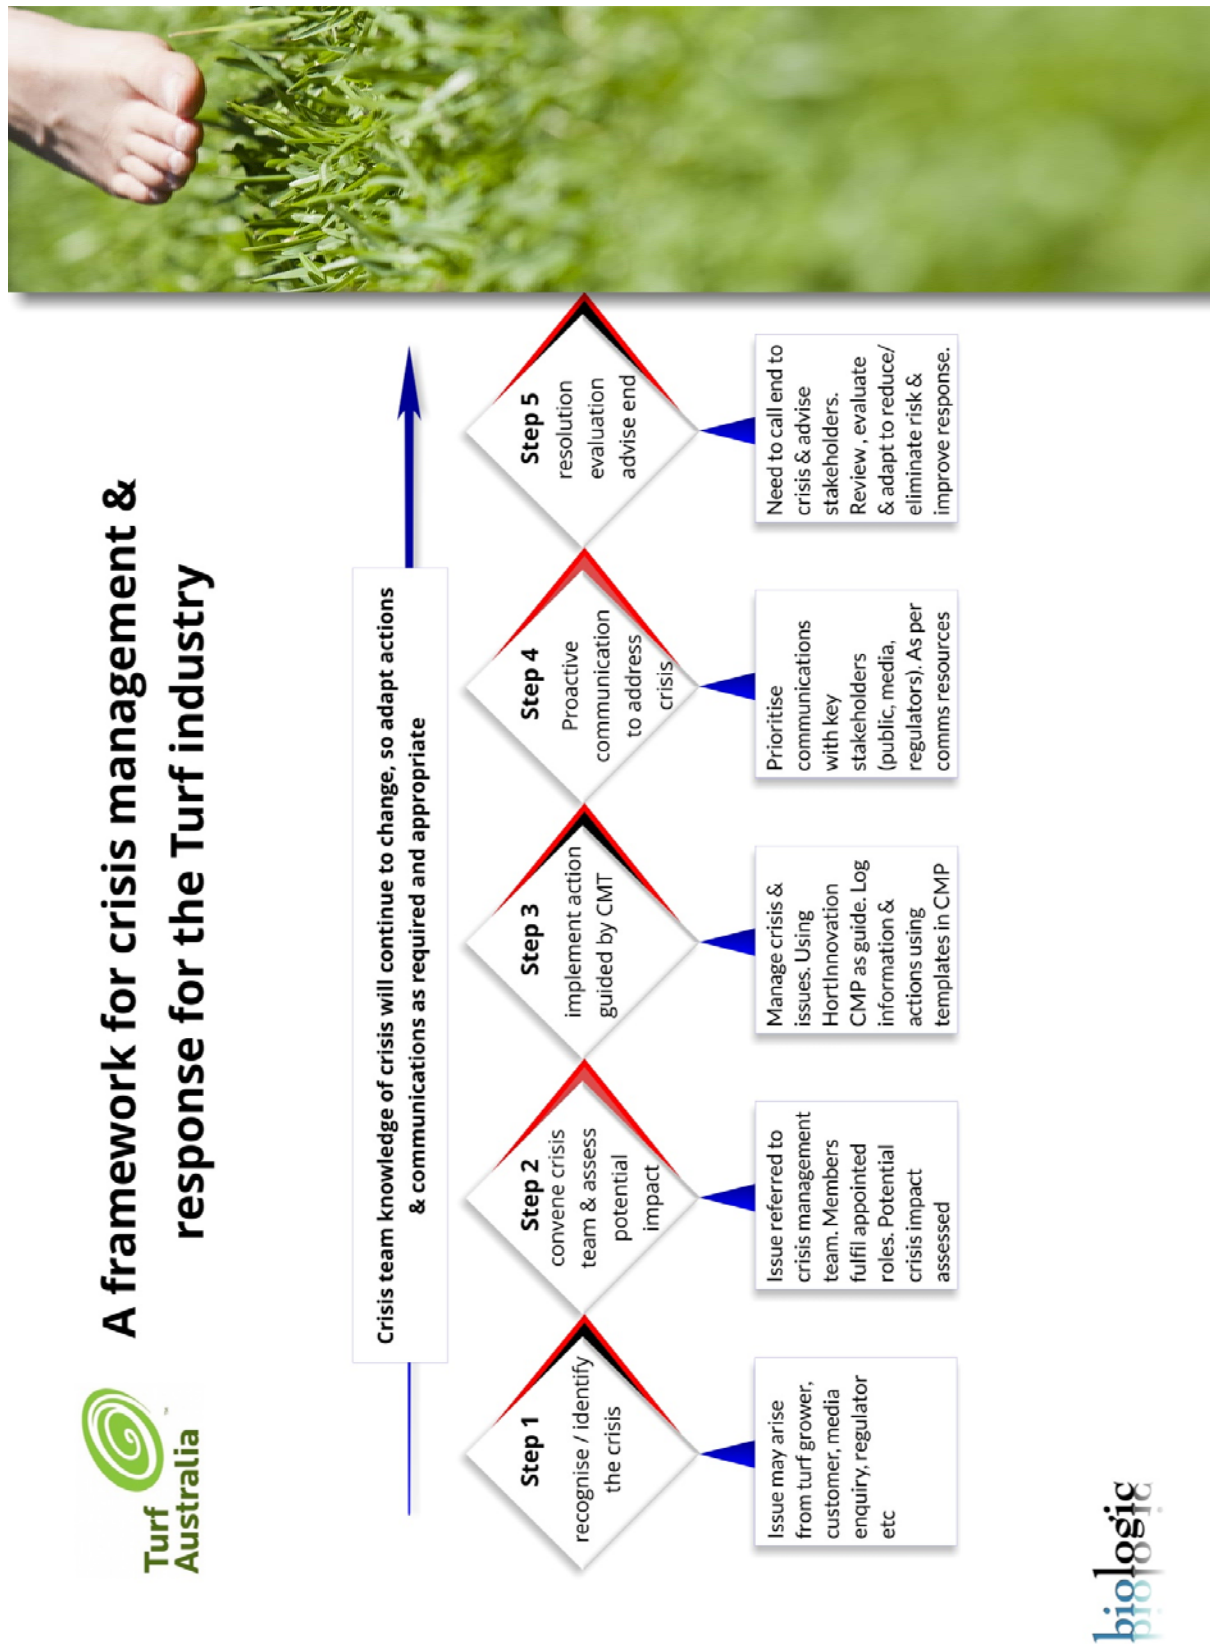 Turf
Australia
™
A framework for crisis management &
response for the Turf industry
Crisis team knowledge of crisis will continue to change, so adapt actions
& communications as required and appropriate
Step 1
recognise / identify
the crisis
Step 2
convene crisis
team & assess
potential
impact
Step 3
implement action
guided by CMT
Step 4
Proactive
communication
to address
crisis
Step 5
resolution
evaluation
advise end
Issue may arise
from turf grower,
customer, media
enquiry, regulator
etc
Issue referred to
crisis management
team. Members
fulfil appointed
roles. Potential
crisis impact
assessed
Manage crisis &
issues. Using
HortInnovation
CMP as guide. Log
information &
actions using
templates in CMP
Prioritise
communications
with key
stakeholders
(public, media,
regulators). As per
comms resources
Need to call end to
crisis & advise
stakeholders.
Review , evaluate
& adapt to reduce/
eliminate risk &
improve response.
biologic